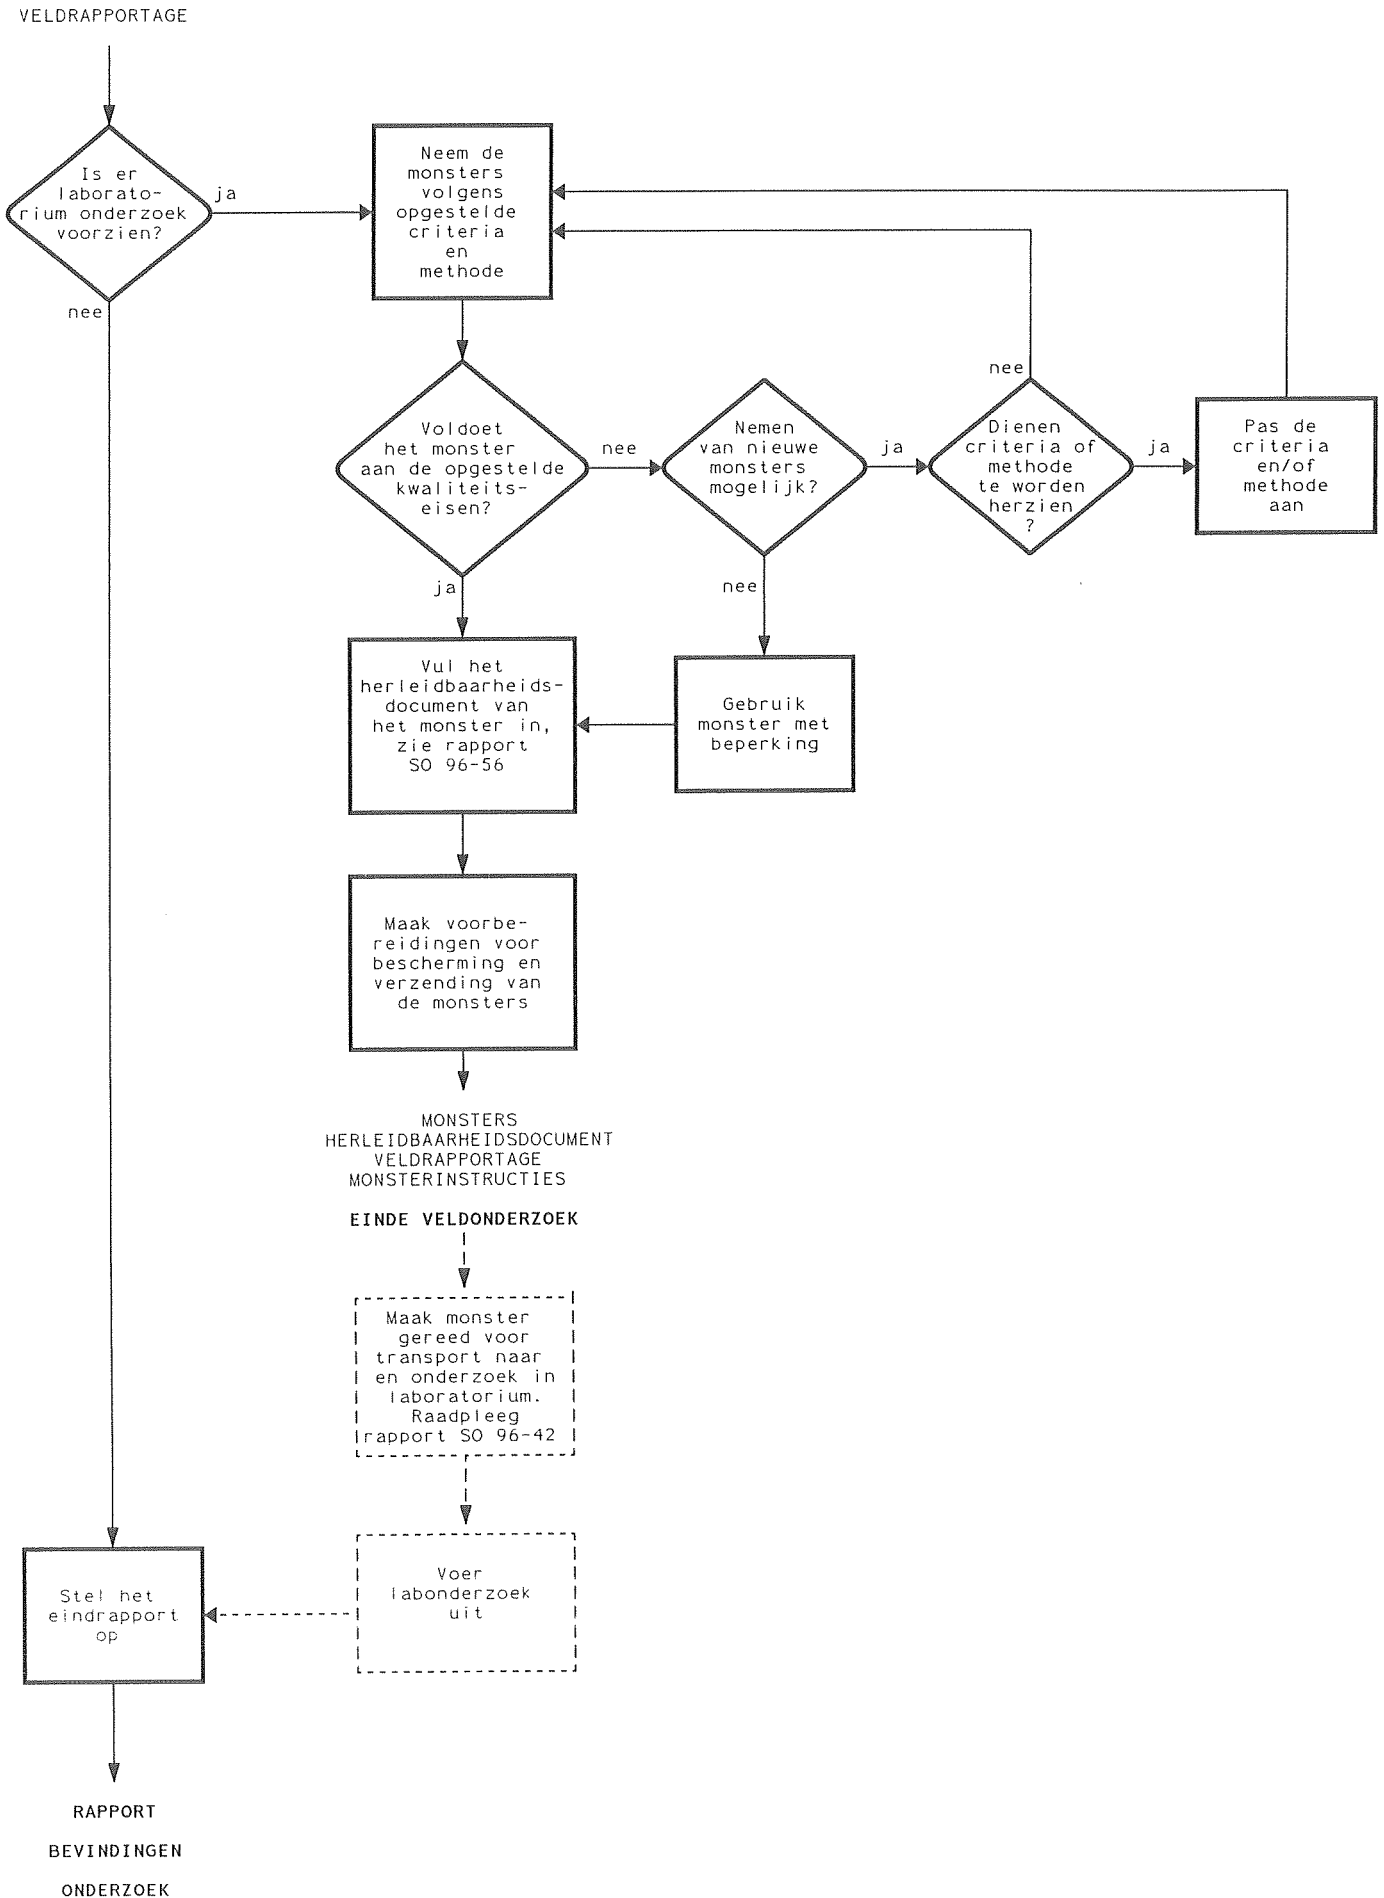 VELDRAPPORTAGE
Is er
laborato-
rium onderzoek
voorzien?
ja
nee
Neem de
monsters
volgens
opgestelde
criteria
en
methode
Voldoet
het monster
aan de opgestelde
kwaliteits-
eisen?
nee
ja
Nemen
van nieuwe
monsters
mogelijk?
ja
nee
Dienen
criteria of
methode
te worden
herzien
?
nee
ja
Pas de
criteria
en/of
methode
aan
Vul het
herleidbaarheids-
document van
het monster in,
zie rapport
SO 96-56
Gebruik
monster met
beperking
Maak voorbe-
reidingen voor
bescherming en
verzending van
de monsters
MONSTERS
HERLEIDBAARHEIDSDOCUMENT
VELDRAPPORTAGE
MONSTERINSTRUCTIES
EINDE VELDONDERZOEK
Maak monster
gereed voor
transport naar
en onderzoek in
laboratorium.
Raadpleeg
rapport SO 96-42
Voer
labonderzoek
uit
Stel het
eindrapport
op
RAPPORT
BEVINDINGEN
ONDERZOEK